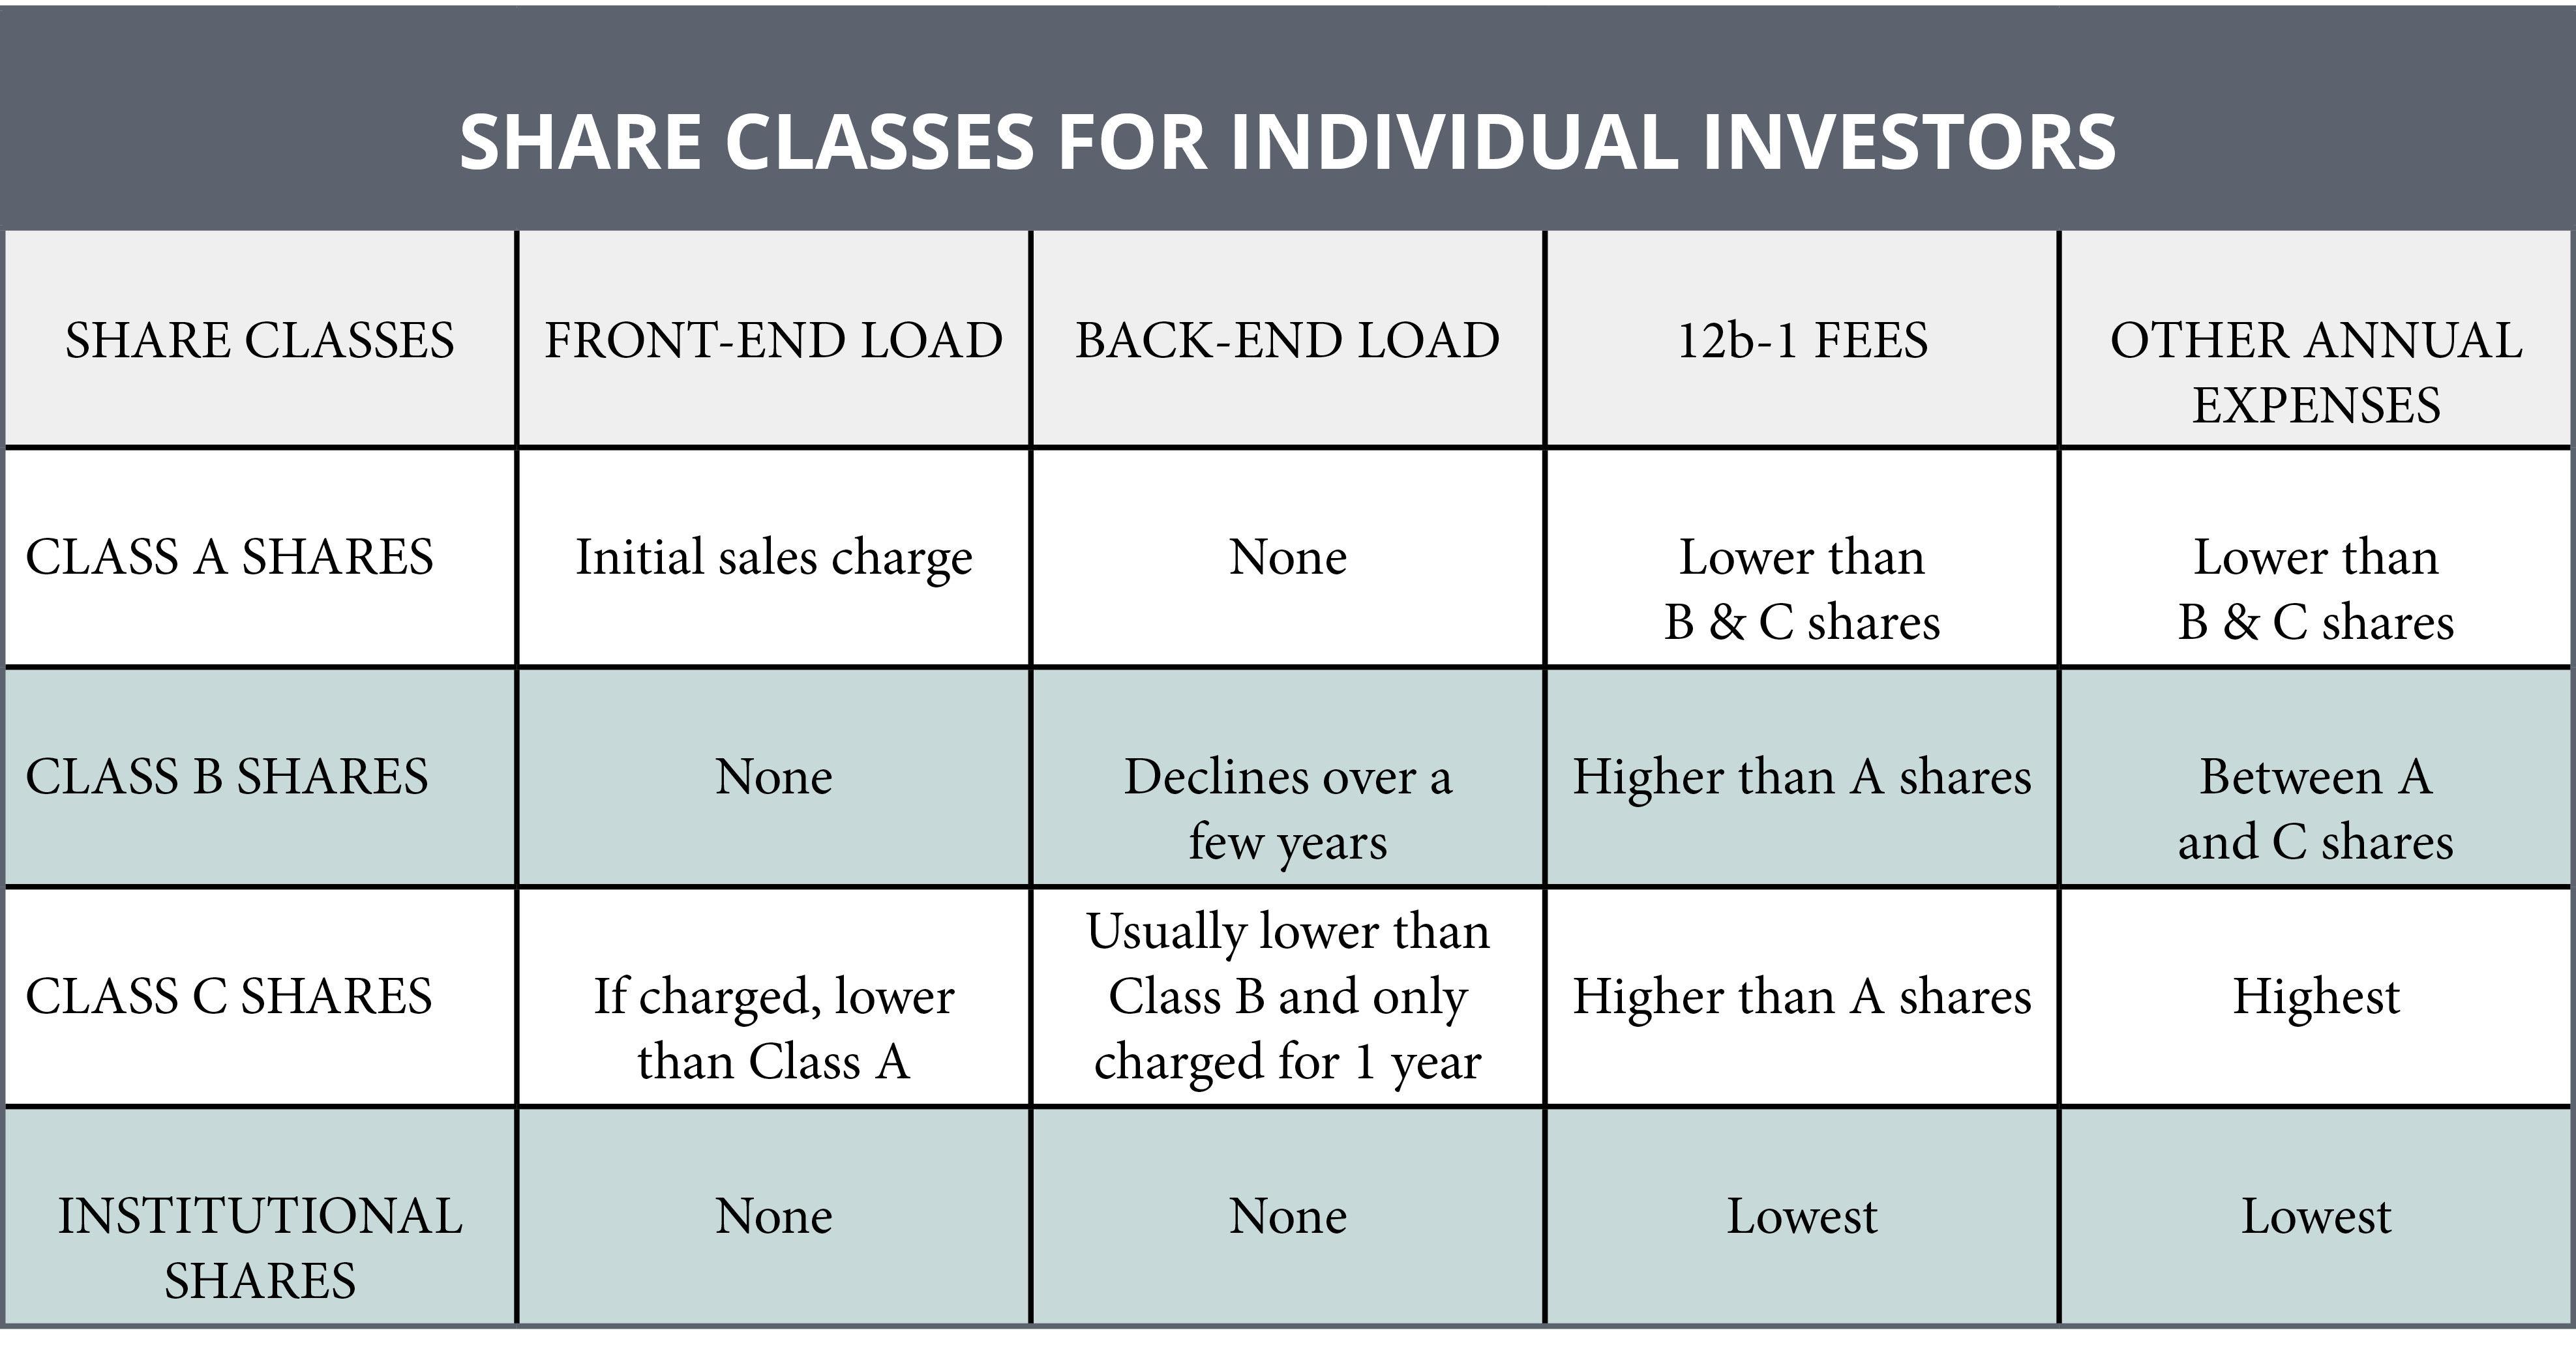 SHARE CLASSES FOR INDIVIDUAL INVESTORS
SHARE CLASSES
FRONT-END LOAD
BACK-END LOAD
12b-1 FEES
OTHER ANNUAL
EXPENSES
CLASS A SHARES
Initial sales charge
None
Lower than
B & C shares
Lower than
B & C shares
CLASS B SHARES
None
Declines over a
few years
Higher than A shares
Between A
and C shares
CLASS C SHARES
If charged, lower
than Class A
Usually lower than
Class B and only
charged for 1 year
Higher than A shares
Highest
INSTITUTIONAL
SHARES
None
None
Lowest
Lowest